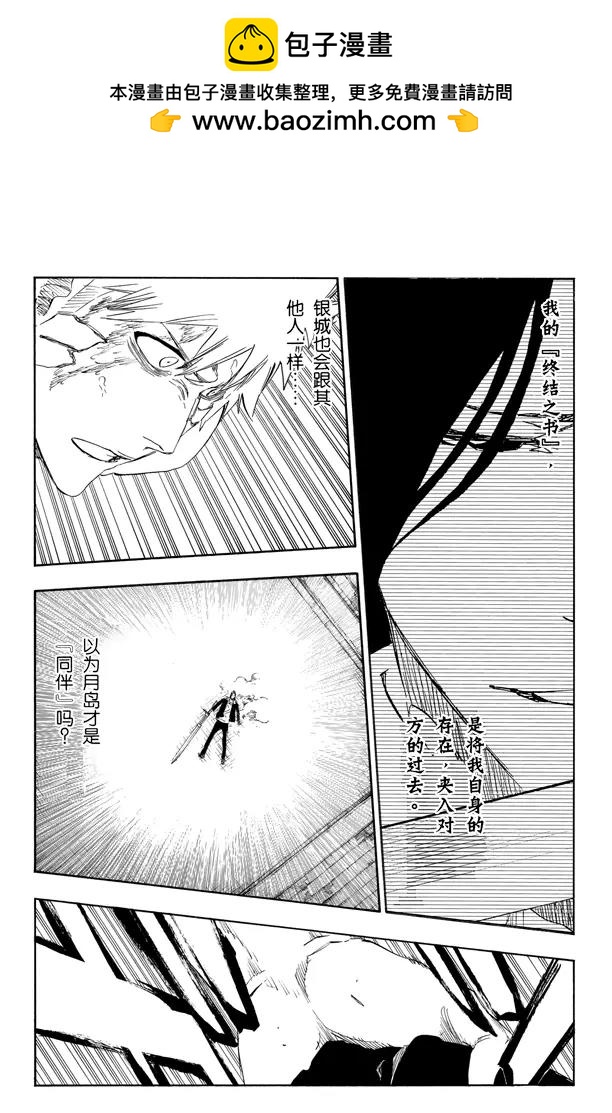 包子漫畫
本漫畫由包子漫畫收集整理，更多免費漫畫請訪問
👉 www.baozimh.com 👈
我的『终结之书』，
是将我自身的
存在，夹入对
方的过去。
银城也会跟其
他人一样……
以为月岛才是
『同伴』吗？